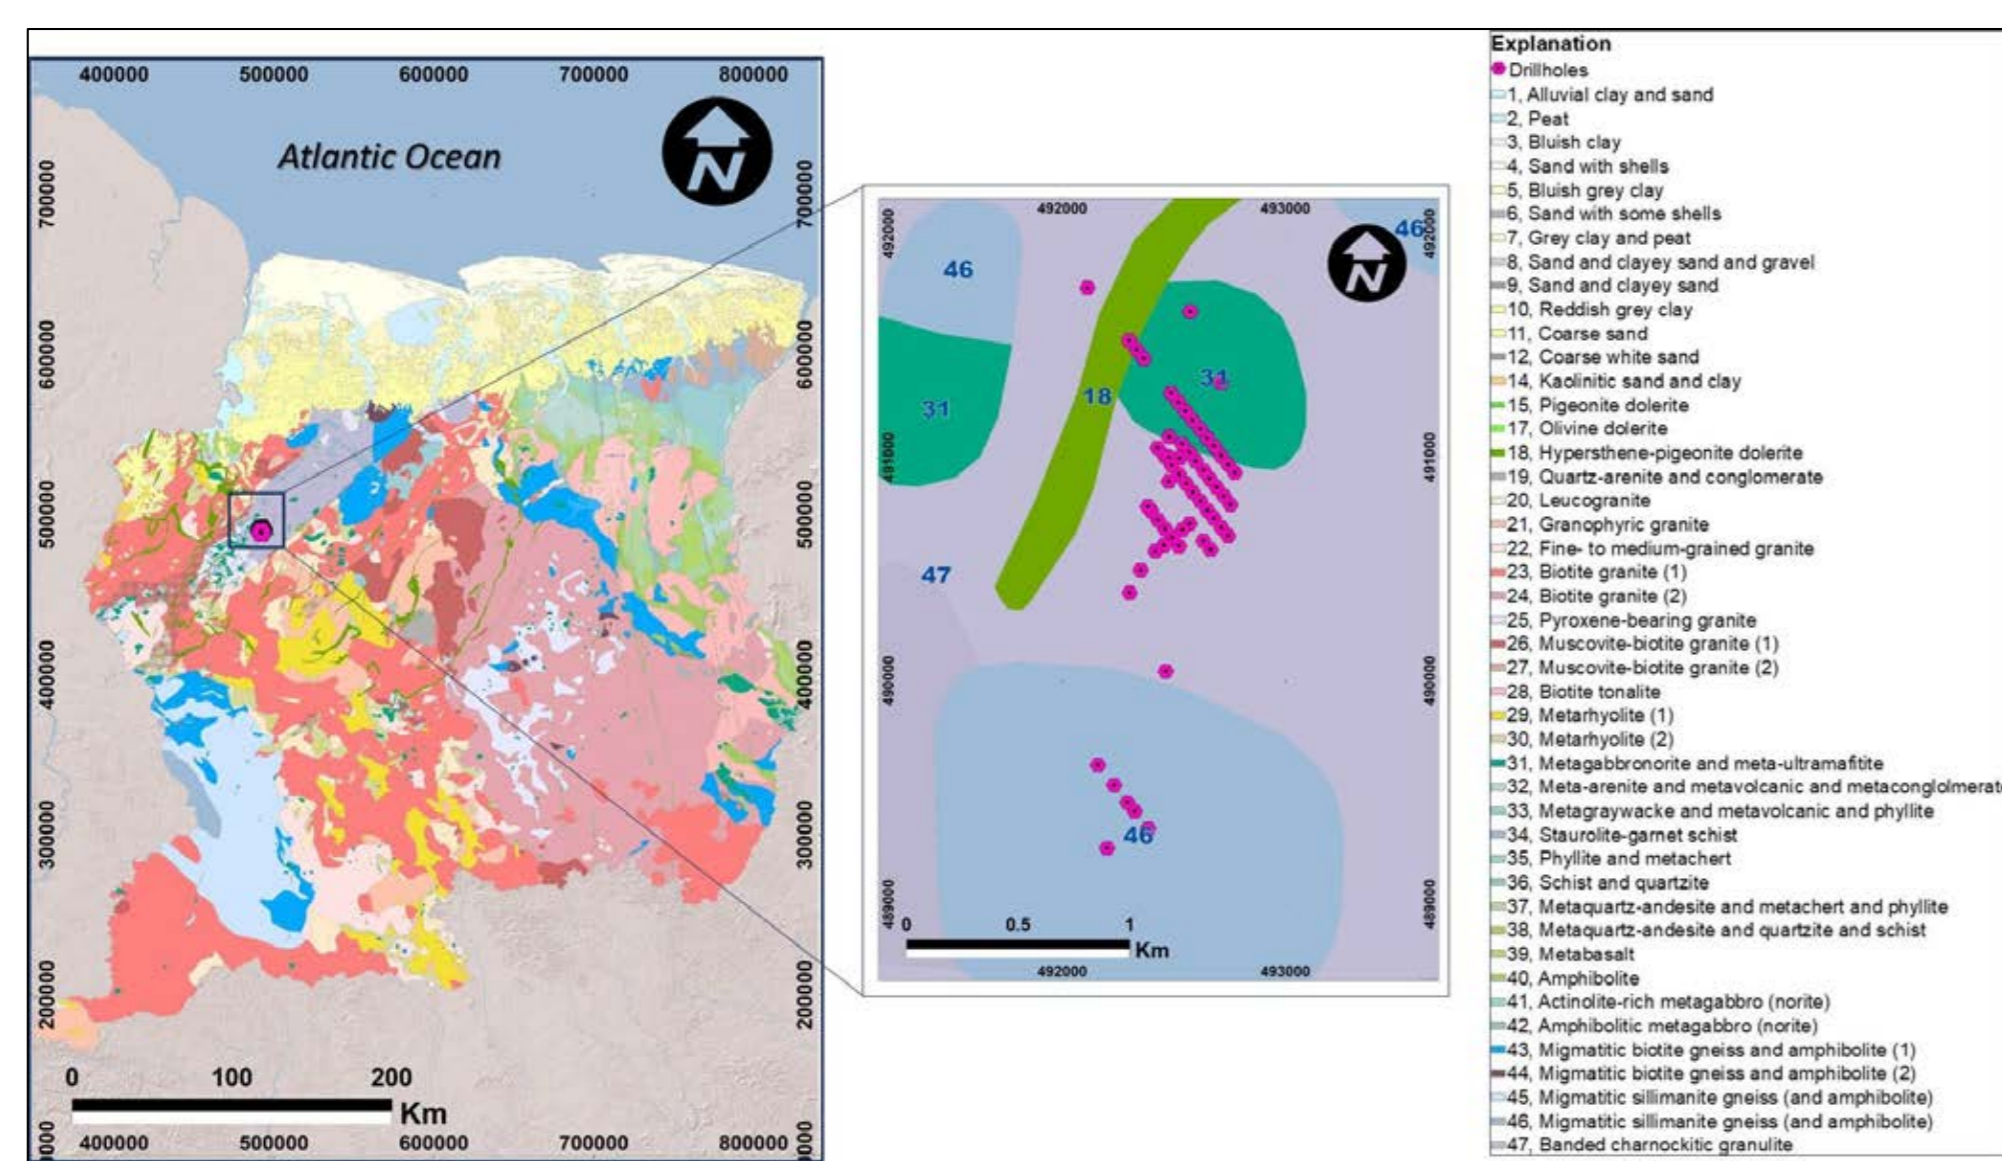 400000 500000 600000 700000 800000
Atlantic Ocean
N
700000 700000
600000 600000
500000 500000
400000 400000
300000 300000
200000 200000
0 100 200
Km
400000 500000 600000 700000 800000
492000 493000
492000 492000
N
46 46
31 31
18
491000 491000
47
490000 490000
46
489000 489000
0 0.5 1
Km
492000 493000
Explanation
Drillholes
1, Alluvial clay and sand
2, Peat
3, Bluish clay
4, Sand with shells
5, Bluish grey clay
6, Sand with some shells
7, Grey clay and peat
8, Sand and clayey sand and gravel
9, Sand and clayey sand
10, Reddish grey clay
11, Coarse sand
12, Coarse white sand
14, Kaolinitic sand and clay
15, Pigeonite dolerite
17, Olivine dolerite
18, Hypersthene-pigeonite dolerite
19, Quartz-arenite and conglomerate
20, Leucogranite
21, Granophyric granite
22, Fine- to medium-grained granite
23, Biotite granite (1)
24, Biotite granite (2)
25, Pyroxene-bearing granite
26, Muscovite-biotite granite (1)
27, Muscovite-biotite granite (2)
28, Biotite tonalite
29, Metarhyolite (1)
30, Metarhyolite (2)
31, Metagabbronorite and meta-ultramafitite
32, Meta-arenite and metavolcanic and metaconglolmerate
33, Metagraywacke and metavolcanic and phyllite
34, Staurolite-garnet schist
35, Phyllite and metachert
36, Schist and quartzite
37, Metaquartz-andesite and metachert and phyllite
38, Metaquartz-andesite and quartzite and schist
39, Metabasalt
40, Amphibolite
41, Actinolite-rich metagabbro (norite)
42, Amphibolitic metagabbro (norite)
43, Migmatitic biotite gneiss and amphibolite (1)
44, Migmatitic biotite gneiss and amphibolite (2)
45, Migmatitic sillimanite gneiss (and amphibolite)
46, Migmatitic sillimanite gneiss (and amphibolite)
47, Banded charnockitic granulite